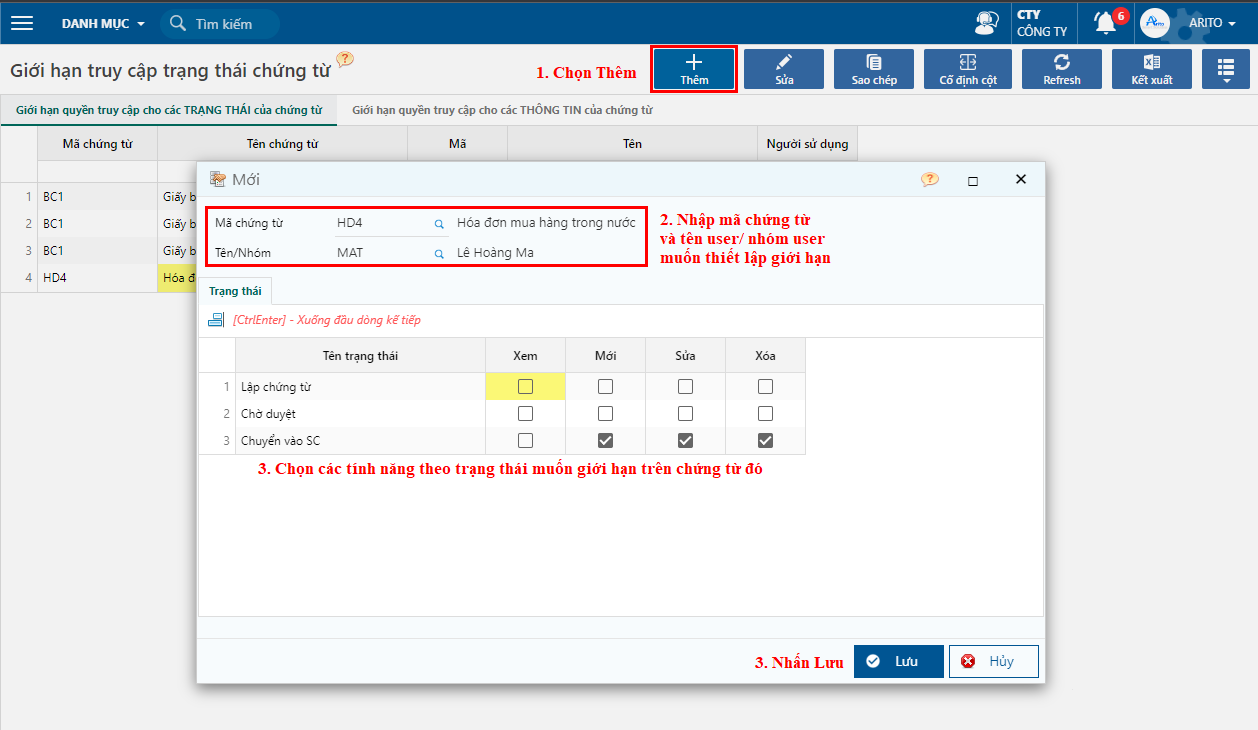 DANH MỤC
Tìm kiếm
CTY
CÔNG TY
6
Arito
ARITO
Giới hạn truy cập trạng thái chứng từ
?
1. Chọn Thêm
Thêm
Sửa
Sao chép
Cố định cột
Refresh
Kết xuất
Giới hạn quyền truy cập cho các TRẠNG THÁI của chứng từ
Giới hạn quyền truy cập cho các THÔNG TIN của chứng từ
Mã chứng từ
Tên chứng từ
Mã
Tên
Người sử dụng
1 BC1 Giấy b
2 BC1 Giấy b
3 BC1 Giấy b
4 HD4 Hóa đ
Mới
?
Mã chứng từ HD4 Hóa đơn mua hàng trong nước
Tên/Nhóm MAT Lê Hoàng Ma
2. Nhập mã chứng từ
và tên user/ nhóm user
muốn thiết lập giới hạn
Trạng thái
[CtrlEnter] - Xuống đầu dòng kế tiếp
Tên trạng thái Xem Mới Sửa Xóa
1 Lập chứng từ
2 Chờ duyệt
3 Chuyển vào SC
3. Chọn các tính năng theo trạng thái muốn giới hạn trên chứng từ đó
3. Nhấn Lưu
Lưu
Hủy